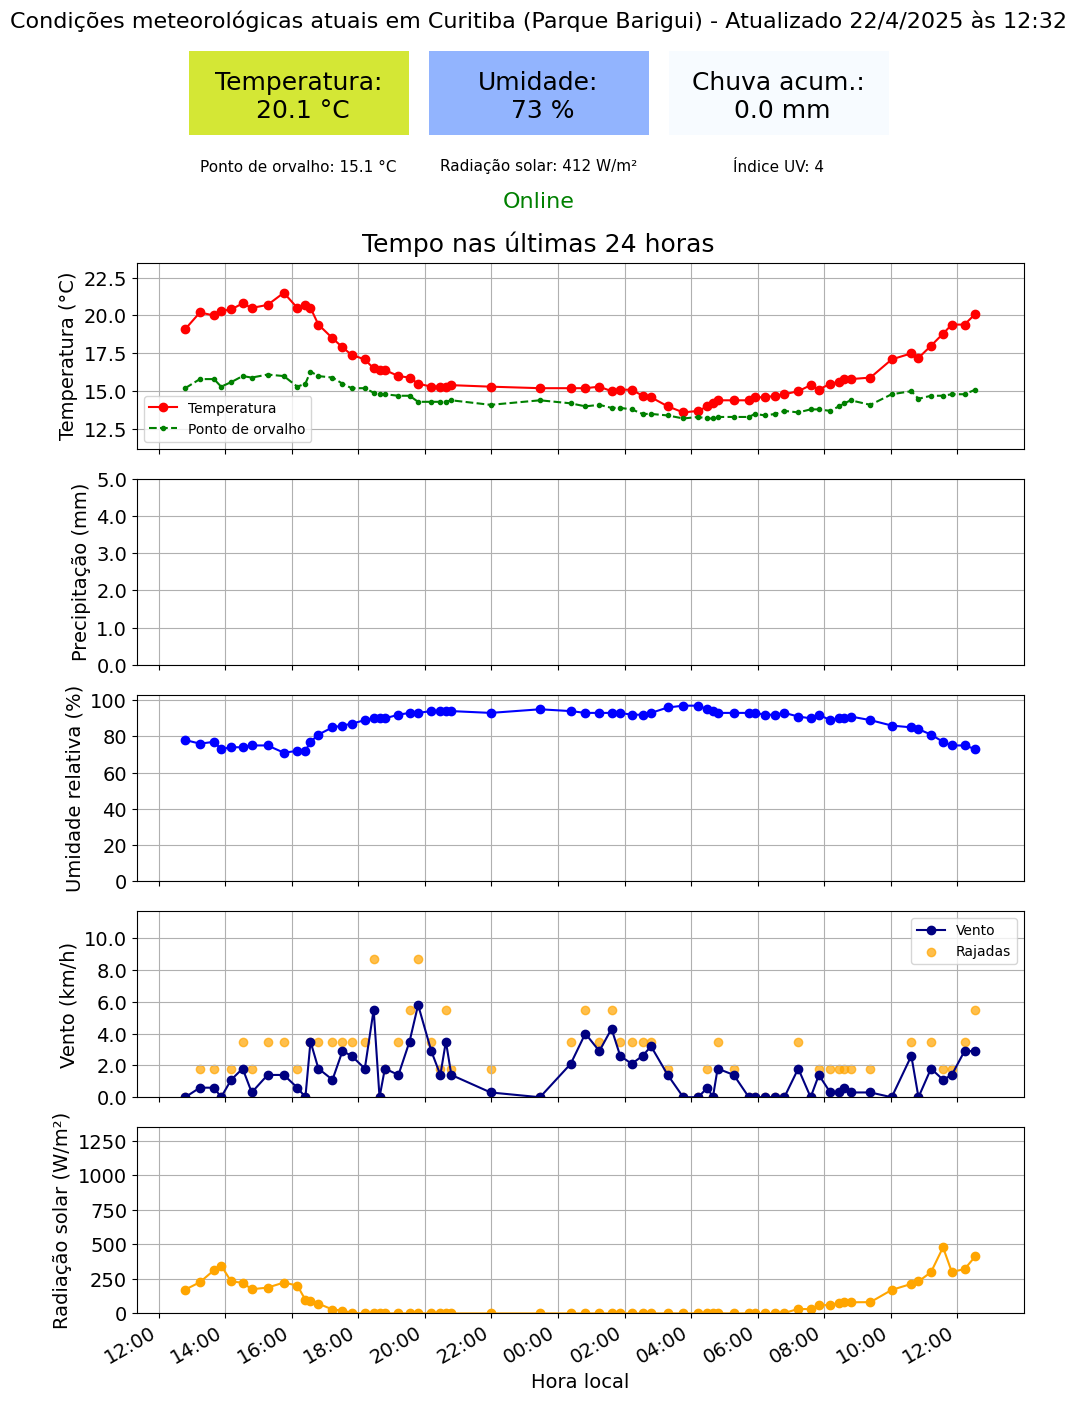 Condições meteorológicas atuais em Curitiba (Parque Barigui) - Atualizado 22/4/2025 às 12:32
Temperatura:
20.1 °C
Umidade:
73 %
Chuva acum.:
0.0 mm
Ponto de orvalho: 15.1 °C
Radiação solar: 412 W/m²
Índice UV: 4
Online
Tempo nas últimas 24 horas
Temperatura (°C)
22.5
20.0
17.5
15.0
12.5
Temperatura
Ponto de orvalho
Precipitação (mm)
5.0
4.0
3.0
2.0
1.0
0.0
Umidade relativa (%)
100
80
60
40
20
0
Vento (km/h)
10.0
8.0
6.0
4.0
2.0
0.0
Vento
Rajadas
Radiação solar (W/m²)
1250
1000
750
500
250
0
12:00
14:00
16:00
18:00
20:00
22:00
00:00
02:00
04:00
06:00
08:00
10:00
12:00
Hora local